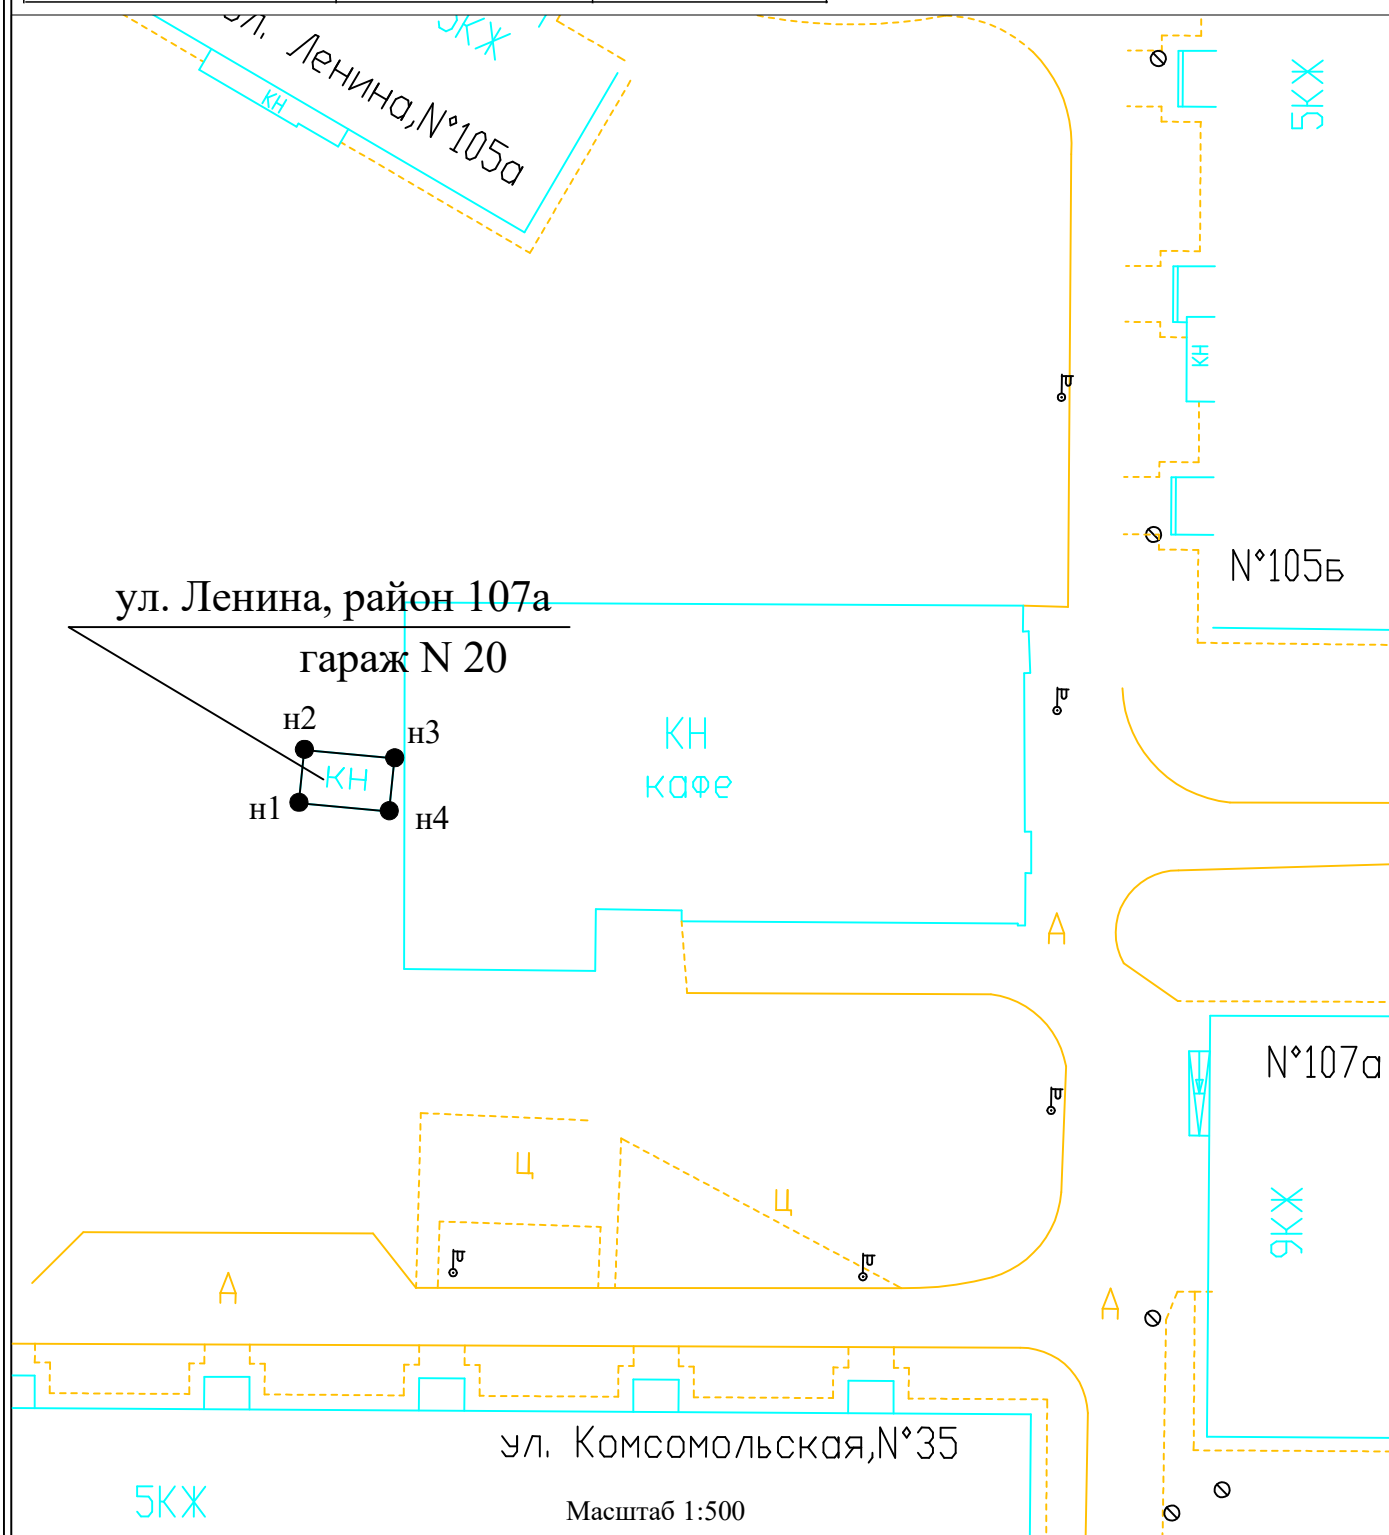 ул. Ленина,N°105а
5КЖ
КН
5КЖ
КН
N°105Б
ул. Ленина, район 107а
гараж N 20
н2
н3
КН
н1
н4
КН
кафе
А
N°107а
Ц
Ц
9КЖ
А
А
ул. Комсомольская,N°35
5КЖ
Масштаб 1:500